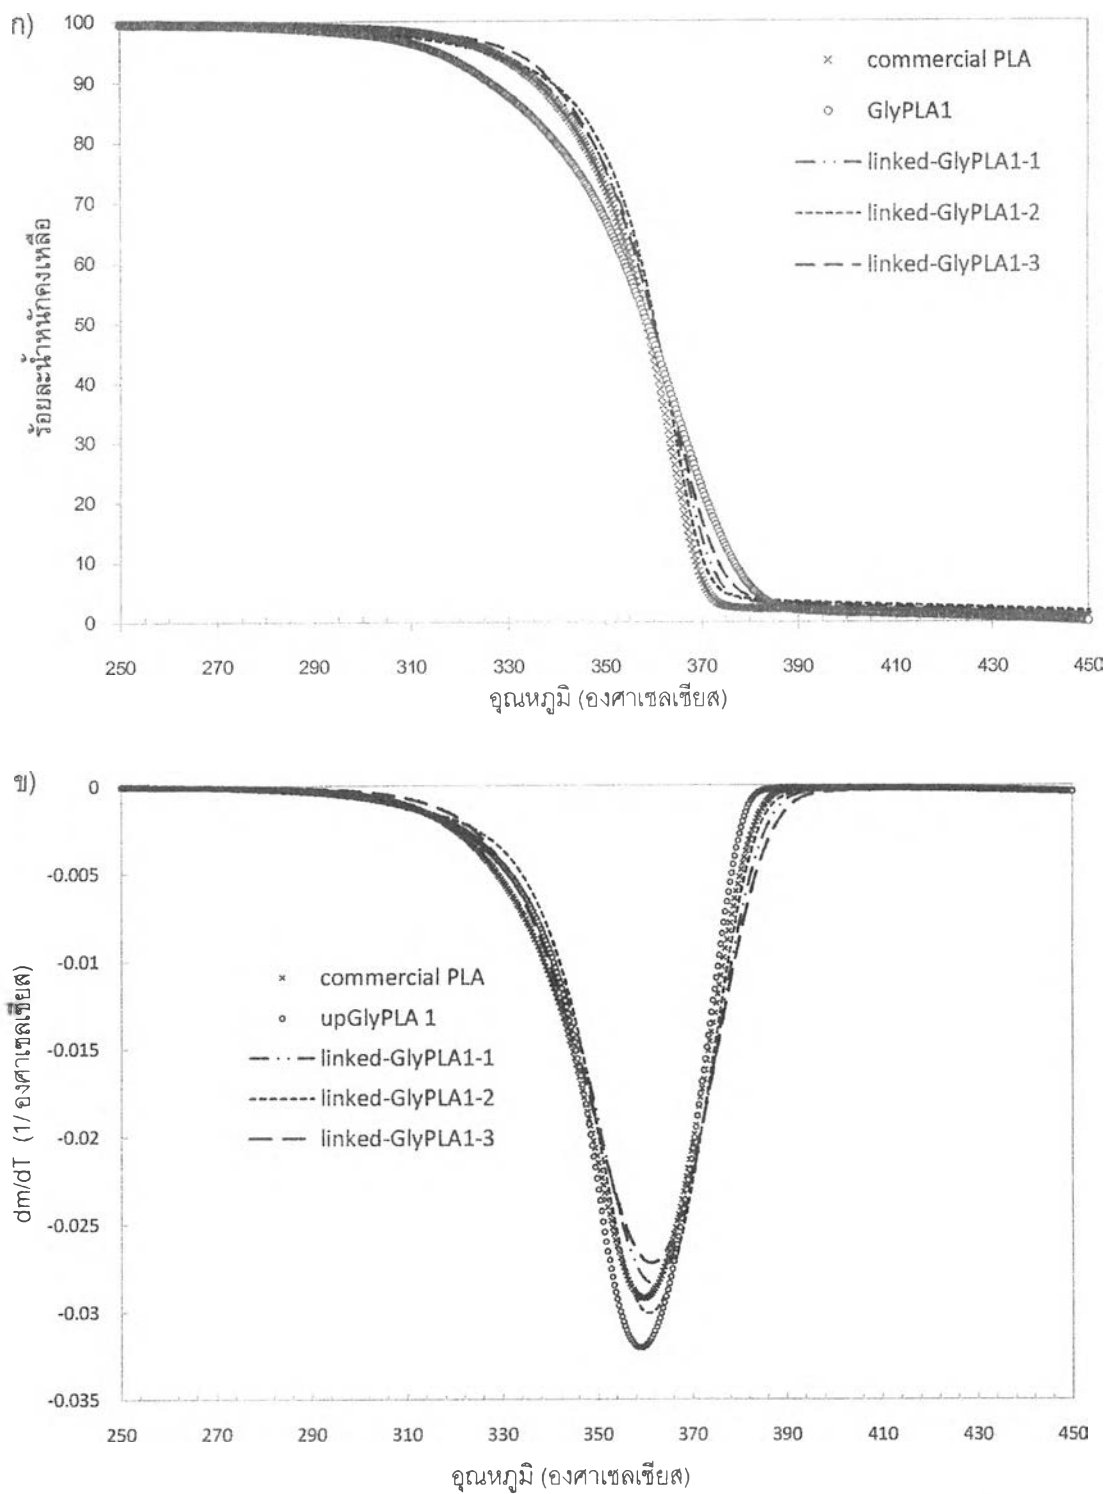 ก)
100
90
80
70
60
50
40
30
20
10
0
ร้อยละน้ำหนักคงเหลือ
commercial PLA
GlyPLA1
linked-GlyPLA1-1
linked-GlyPLA1-2
linked-GlyPLA1-3
250 270 290 310 330 350 370 390 410 430 450
อุณหภูมิ (องศาเซลเซียส)
ข)
0
-0.005
-0.01
-0.015
-0.02
-0.025
-0.03
-0.035
dm/dT (1/องศาเซลเซียส)
commercial PLA
upGlyPLA 1
linked-GlyPLA1-1
linked-GlyPLA1-2
linked-GlyPLA1-3
250 270 290 310 330 350 370 390 410 430 450
อุณหภูมิ (องศาเซลเซียส)